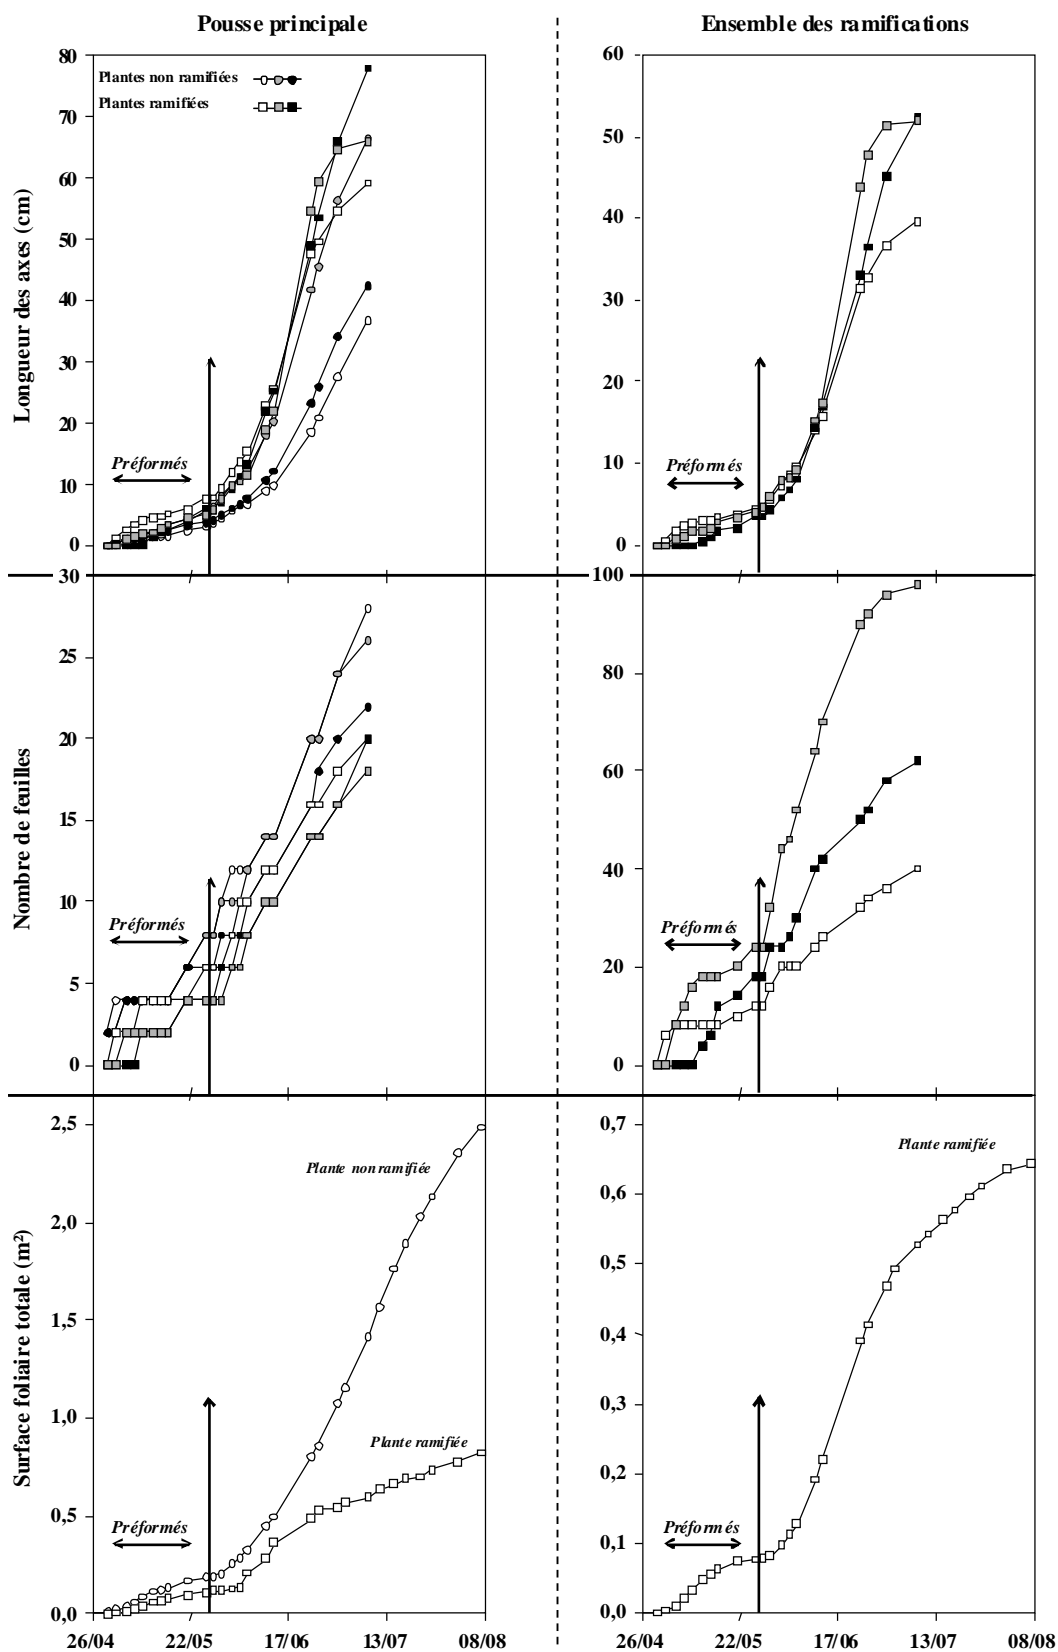 Pousse principale
Ensemble des ramifications
Longueur des axes (cm)
80
70
60
50
40
30
20
10
0
Plantes non ramifiées
Plantes ramifiées
Préformés
60
50
40
30
20
10
0
Préformés
Nombre de feuilles
30
25
20
15
10
5
0
Préformés
100
80
60
40
20
0
Préformés
Surface foliaire totale (m²)
2,5
2,0
1,5
1,0
0,5
0,0
Plante non ramifiée
Plante ramifiée
Préformés
26/04 22/05 17/06 13/07 08/08
0,7
0,6
0,5
0,4
0,3
0,2
0,1
0,0
Plante ramifiée
Préformés
26/04 22/05 17/06 13/07 08/08